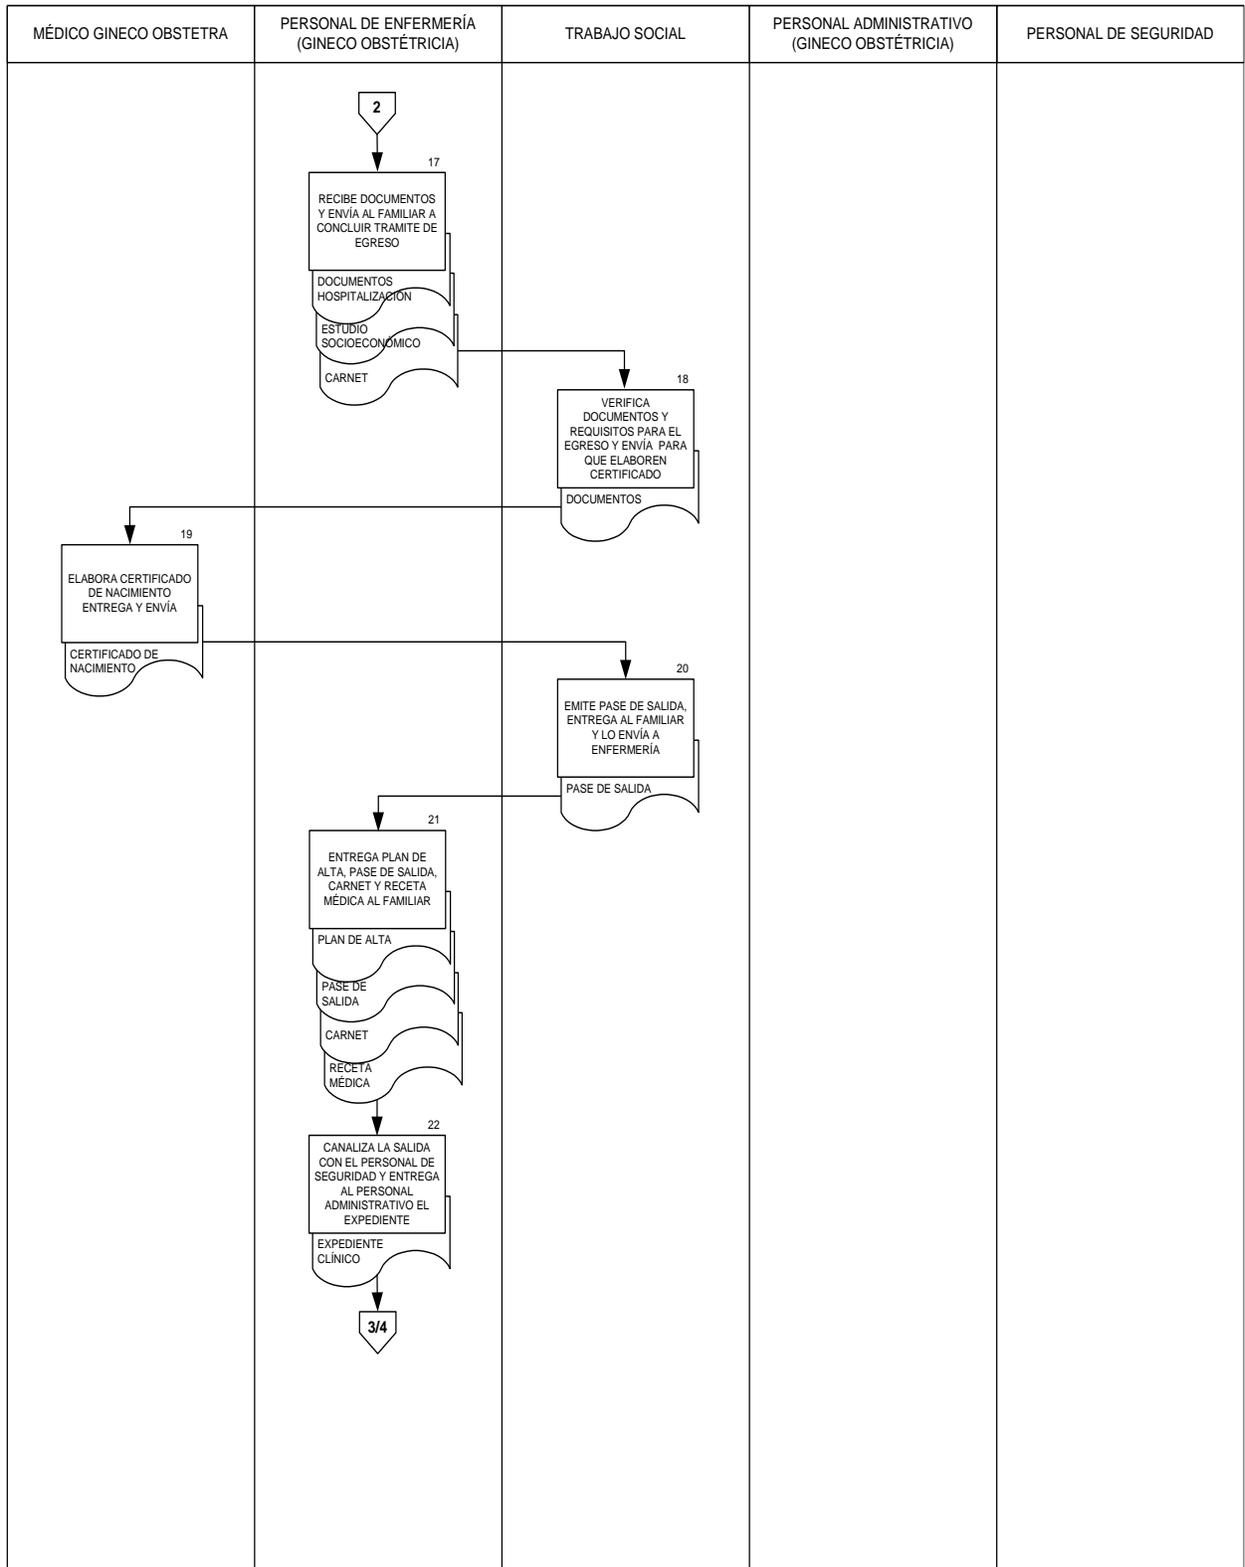 MÉDICO GINECO OBSTETRA
PERSONAL DE ENFERMERÍA
(GINECO OBSTÉTRICIA)
TRABAJO SOCIAL
PERSONAL ADMINISTRATIVO
(GINECO OBSTÉTRICIA)
PERSONAL DE SEGURIDAD
2
17
RECIBE DOCUMENTOS
Y ENVÍA AL FAMILIAR A
CONCLUIR TRAMITE DE
EGRESO
DOCUMENTOS
HOSPITALIZACIÓN
ESTUDIO
SOCIOECONÓMICO
CARNET
18
VERIFICA
DOCUMENTOS Y
REQUISITOS PARA EL
EGRESO Y ENVÍA PARA
QUE ELABOREN
CERTIFICADO
DOCUMENTOS
19
ELABORA CERTIFICADO
DE NACIMIENTO
ENTREGA Y ENVÍA
CERTIFICADO DE
NACIMIENTO
20
EMITE PASE DE SALIDA,
ENTREGA AL FAMILIAR
Y LO ENVÍA A
ENFERMERÍA
PASE DE SALIDA
21
ENTREGA PLAN DE
ALTA, PASE DE SALIDA,
CARNET Y RECETA
MÉDICA AL FAMILIAR
PLAN DE ALTA
PASE DE
SALIDA
CARNET
RECETA
MÉDICA
22
CANALIZA LA SALIDA
CON EL PERSONAL DE
SEGURIDAD Y ENTREGA
AL PERSONAL
ADMINISTRATIVO EL
EXPEDIENTE
EXPEDIENTE
CLÍNICO
3/4